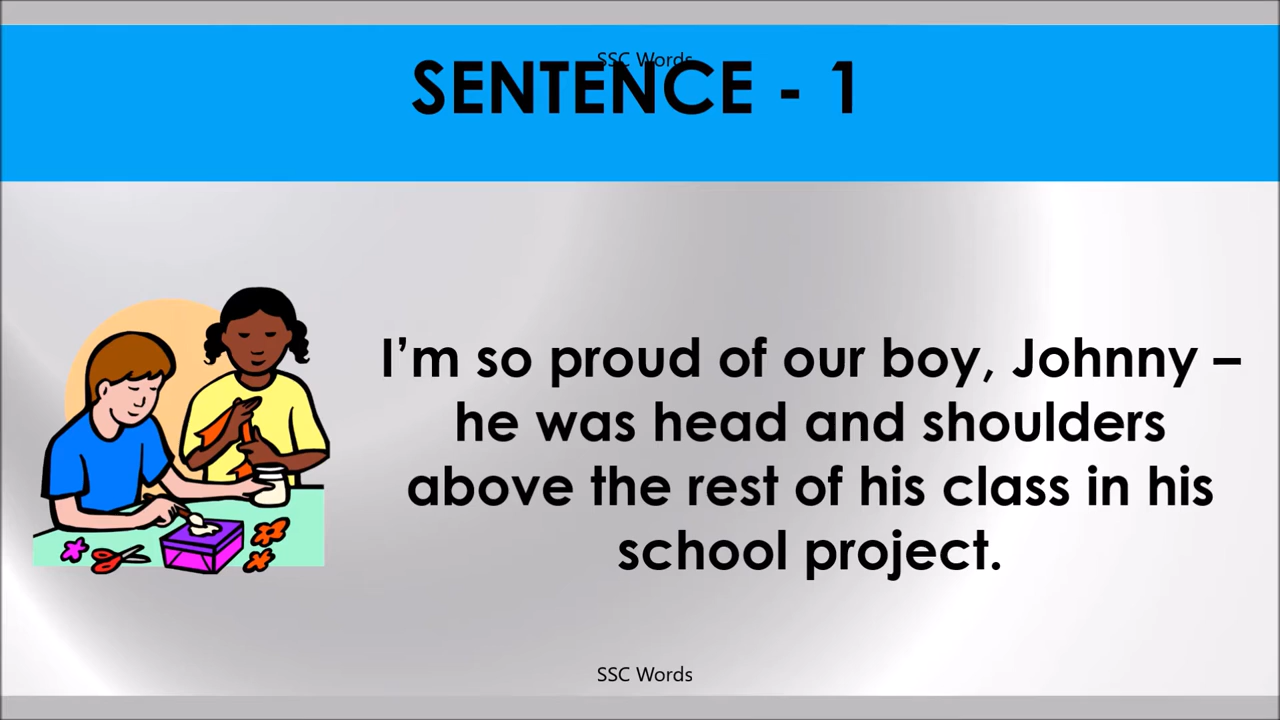 SSC Words
SENTENCE - 1
I'm so proud of our boy, Johnny –
he was head and shoulders
above the rest of his class in his
school project.
SSC Words